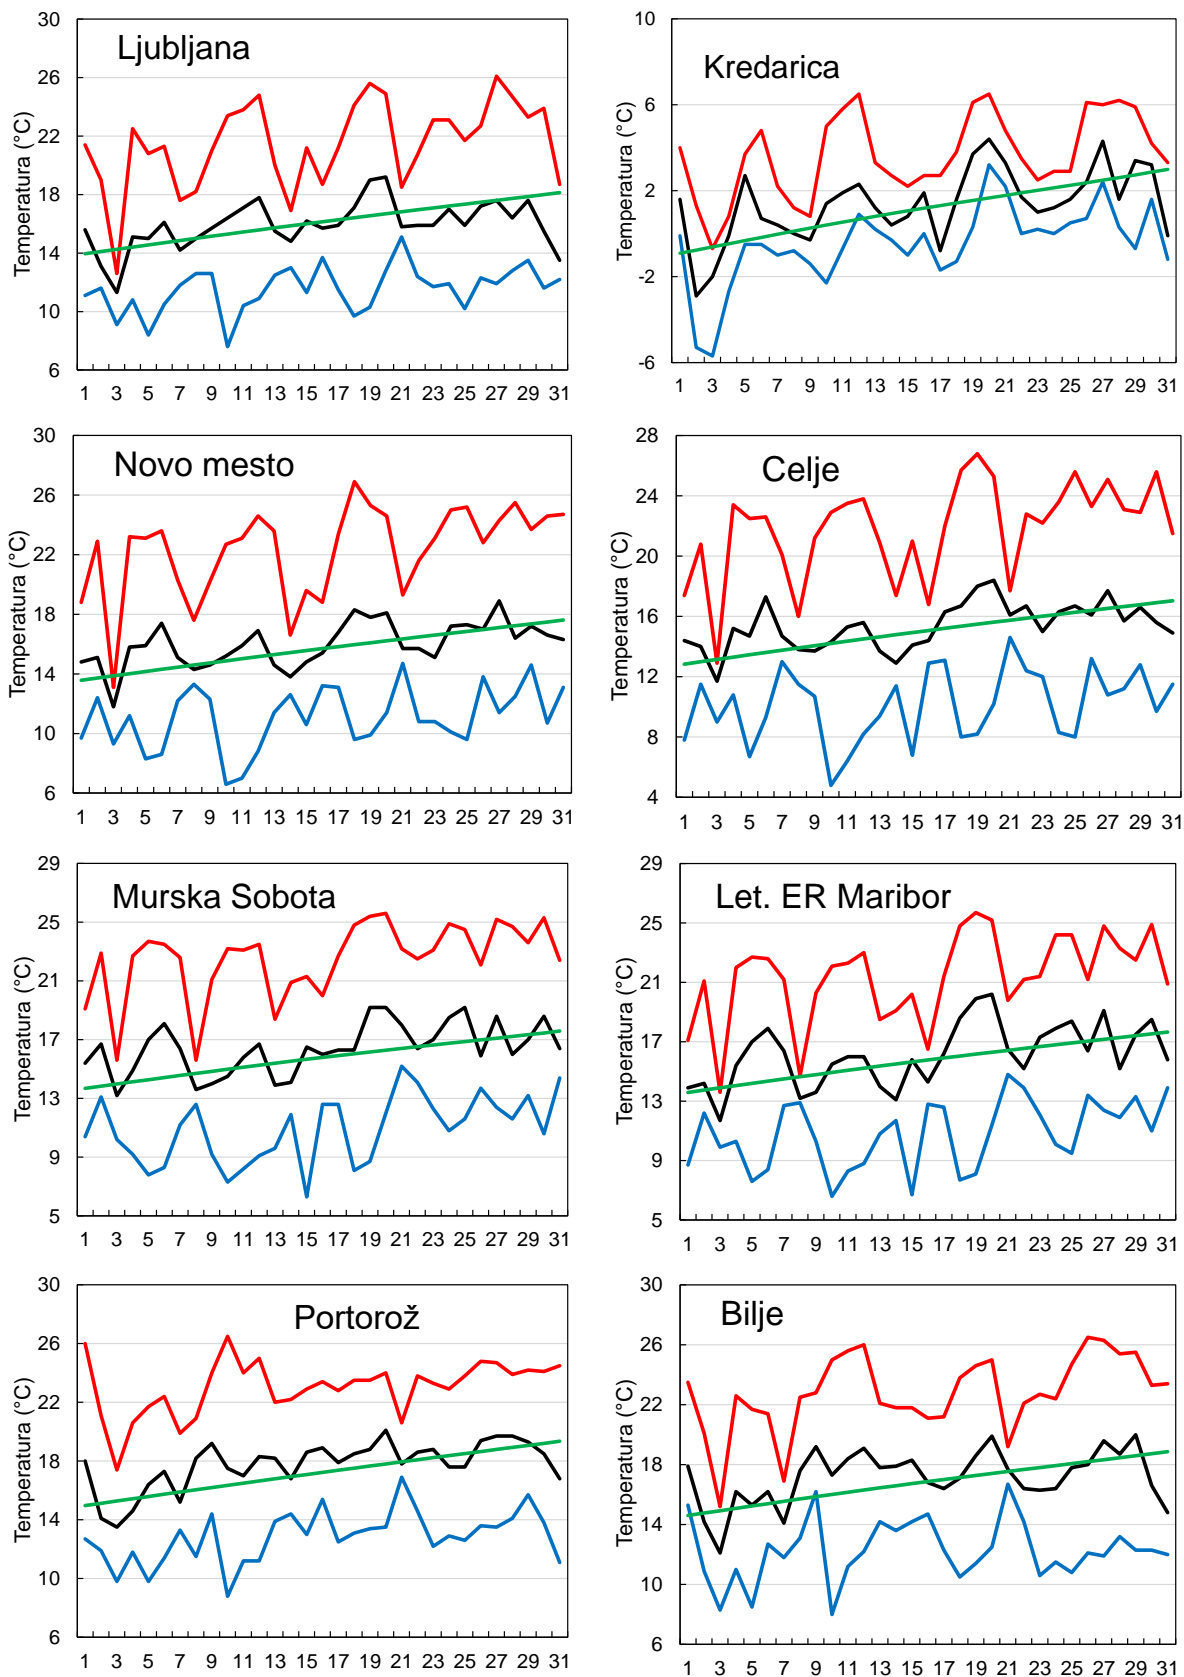 Ljubljana
Temperatura (°C)
30
26
22
18
14
10
6
1 3 5 7 9 11 13 15 17 19 21 23 25 27 29 31
Kredarica
Temperatura (°C)
10
6
2
-2
-6
1 3 5 7 9 11 13 15 17 19 21 23 25 27 29 31
Novo mesto
Temperatura (°C)
30
26
22
18
14
10
6
1 3 5 7 9 11 13 15 17 19 21 23 25 27 29 31
Celje
Temperatura (°C)
28
24
20
16
12
8
4
1 3 5 7 9 11 13 15 17 19 21 23 25 27 29 31
Murska Sobota
Temperatura (°C)
29
25
21
17
13
9
5
1 3 5 7 9 11 13 15 17 19 21 23 25 27 29 31
Let. ER Maribor
Temperatura (°C)
29
25
21
17
13
9
5
1 3 5 7 9 11 13 15 17 19 21 23 25 27 29 31
Portorož
Temperatura (°C)
30
26
22
18
14
10
6
1 3 5 7 9 11 13 15 17 19 21 23 25 27 29 31
Bilje
Temperatura (°C)
30
26
22
18
14
10
6
1 3 5 7 9 11 13 15 17 19 21 23 25 27 29 31